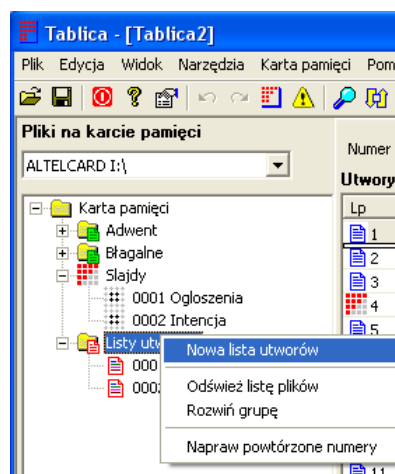 Tablica - [Tablica2]
Plik Edycja Widok Narzędzia Karta pamięci Pom
Pliki na karcie pamięci
ALTELCARD I:\
Numer
Utwory
Lp
Karta pamięci
Adwent
Błagalne
Slajdy
0001 Ogloszenia
0002 Intencja
Listy utw
000
000
1
2
3
4
5
Nowa lista utworów
Odśwież listę plików
Rozwiń grupę
Napraw powtórzone numery
11